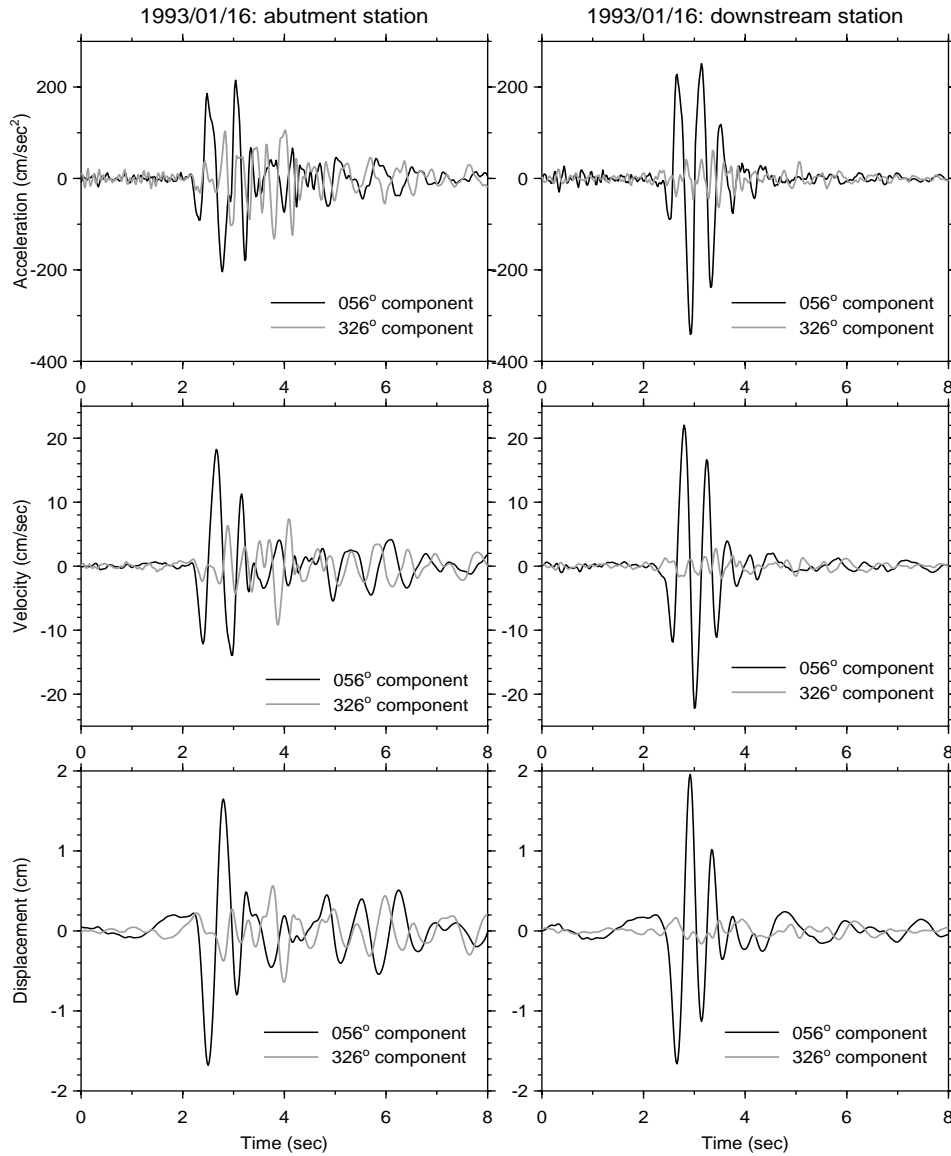 1993/01/16: abutment station
1993/01/16: downstream station
Acceleration (cm/sec²)
200
0
-200
-400
056° component
326° component
0 2 4 6 8
200
0
-200
-400
056° component
326° component
0 2 4 6 8
Velocity (cm/sec)
20
10
0
-10
-20
056° component
326° component
0 2 4 6 8
20
10
0
-10
-20
056° component
326° component
0 2 4 6 8
Displacement (cm)
2
1
0
-1
-2
056° component
326° component
0 2 4 6 8
Time (sec)
2
1
0
-1
-2
056° component
326° component
0 2 4 6 8
Time (sec)